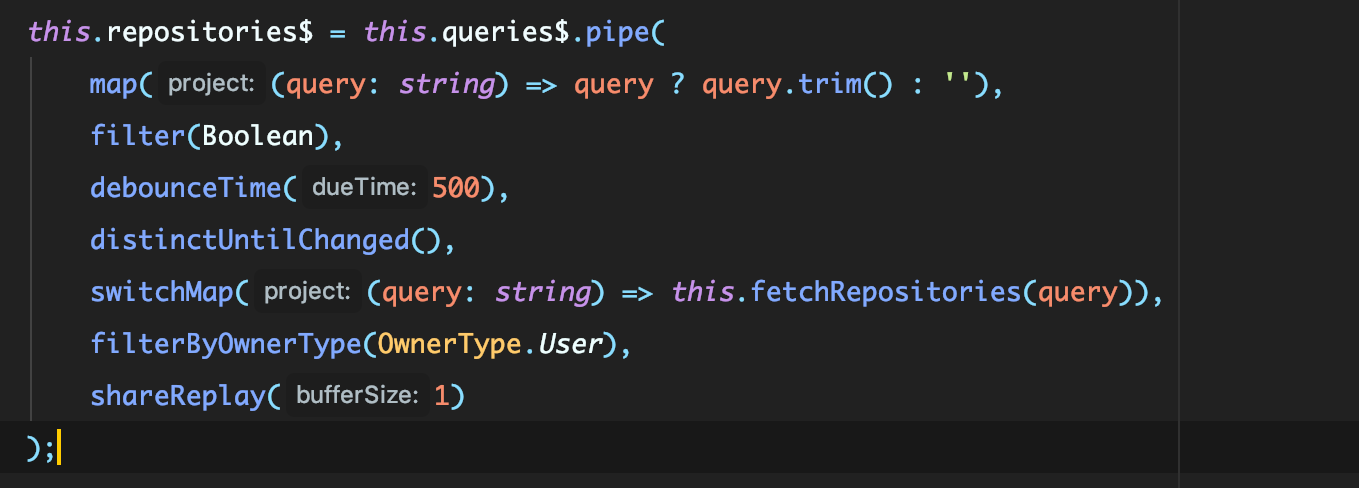 this.repositories$ = this.queries$.pipe(
map( project: (query: string) => query ? query.trim() : ''),
filter(Boolean),
debounceTime( dueTime: 500),
distinctUntilChanged(),
switchMap( project: (query: string) => this.fetchRepositories(query)),
filterByOwnerType(OwnerType.User),
shareReplay( bufferSize: 1)
);